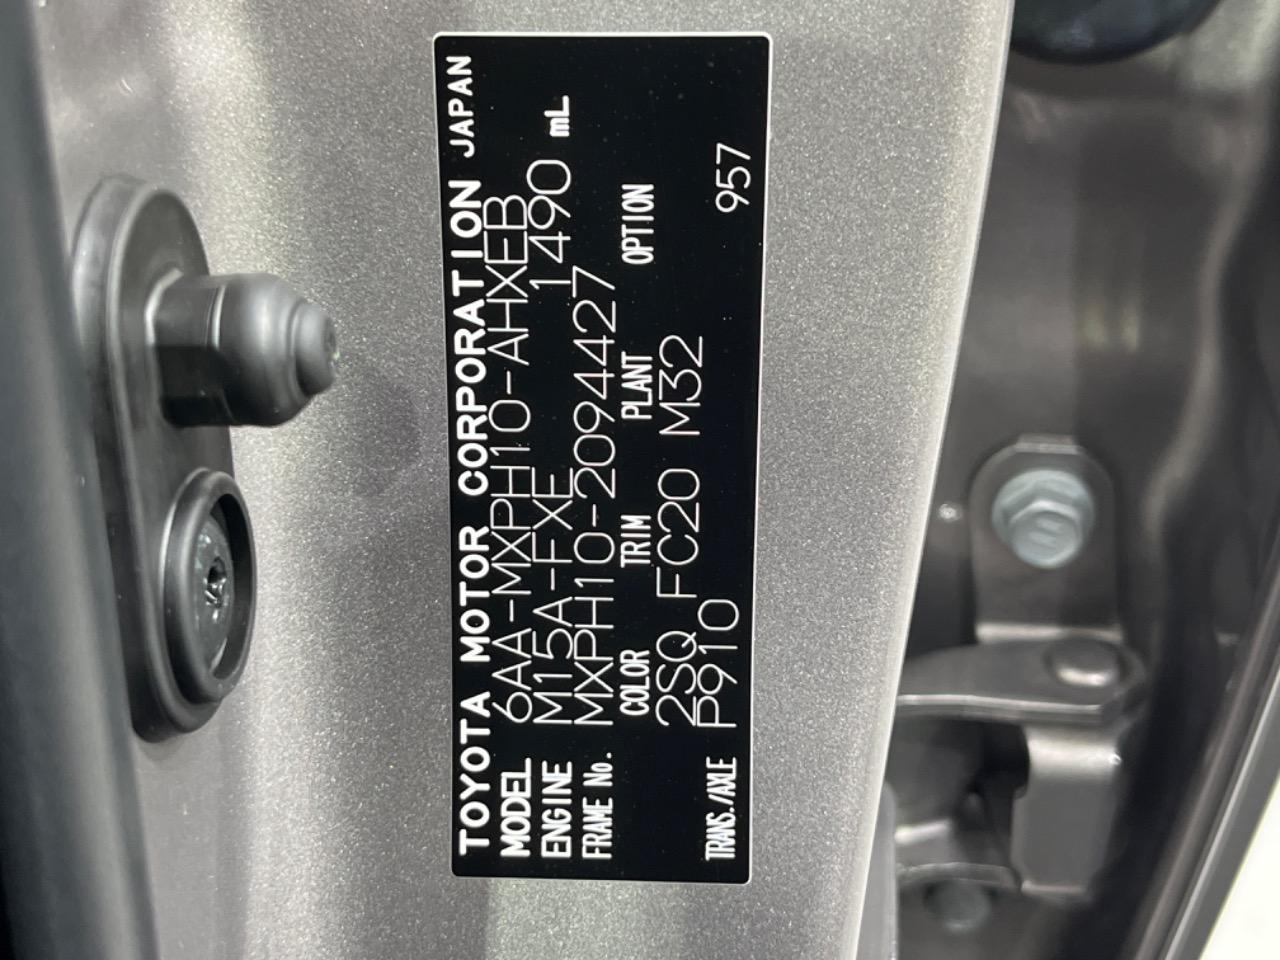 TOYOTA MOTOR CORPORATION JAPAN
MODEL 6AA-MXPH10-AHXEB
ENGINE M15A-FXE 1490 mL
FRAME No. MXPH10-2094427
COLOR TRIM PLANT OPTION
2SQ FC20 M32
TRANS./AXLE P910 957